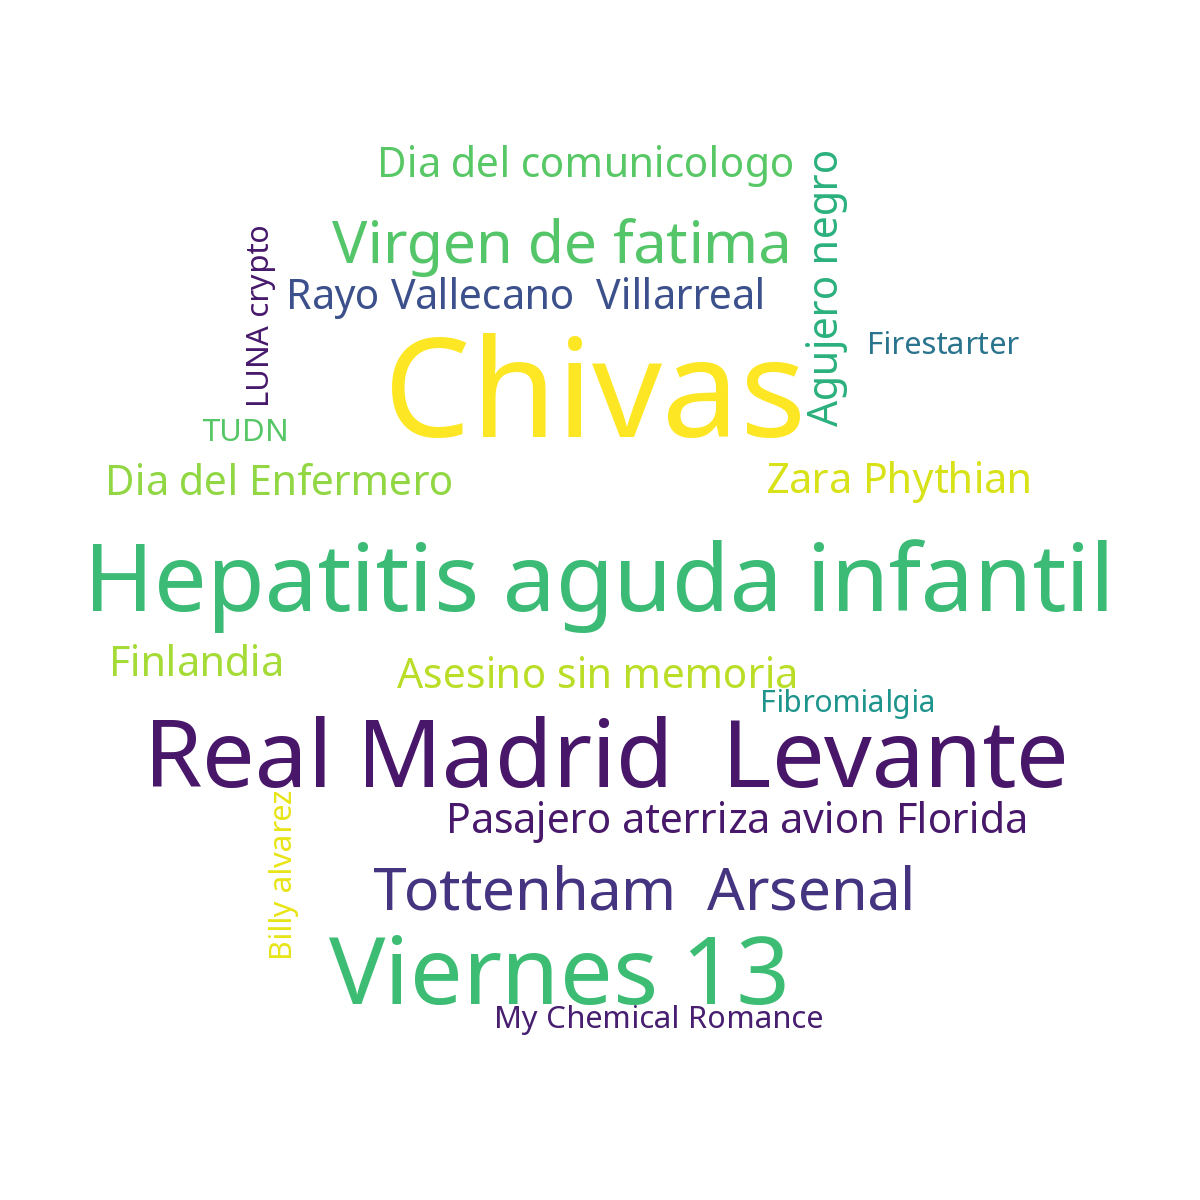 Dia del comunicologo
Agujero negro
Virgen de fatima
LUNA crypto
Rayo Vallecano  Villarreal
Chivas
Firestarter
TUDN
Dia del Enfermero
Zara Phythian
Hepatitis aguda infantil
Finlandia
Asesino sin memoria
Fibromialgia
Real Madrid  Levante
Billy alvarez
Pasajero aterriza avion Florida
Tottenham  Arsenal
Viernes 13
My Chemical Romance